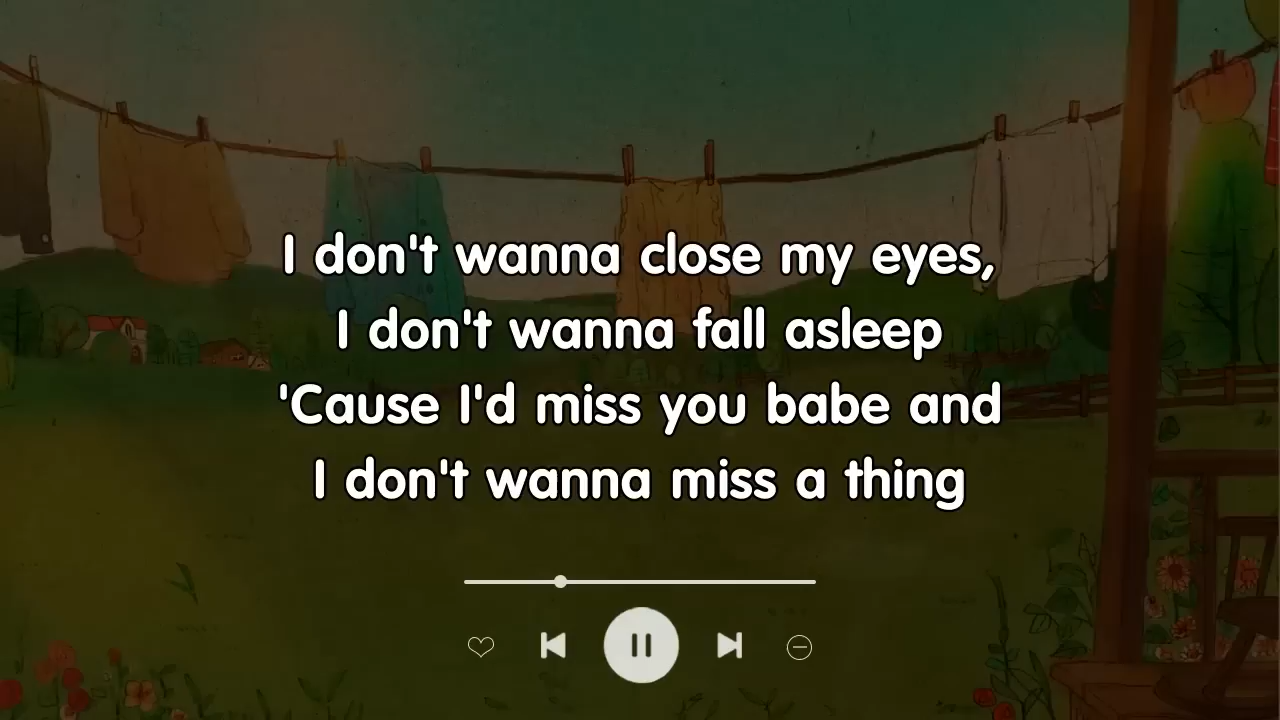 I don't wanna close my eyes,
I don't wanna fall asleep
'Cause I'd miss you babe and
I don't wanna miss a thing